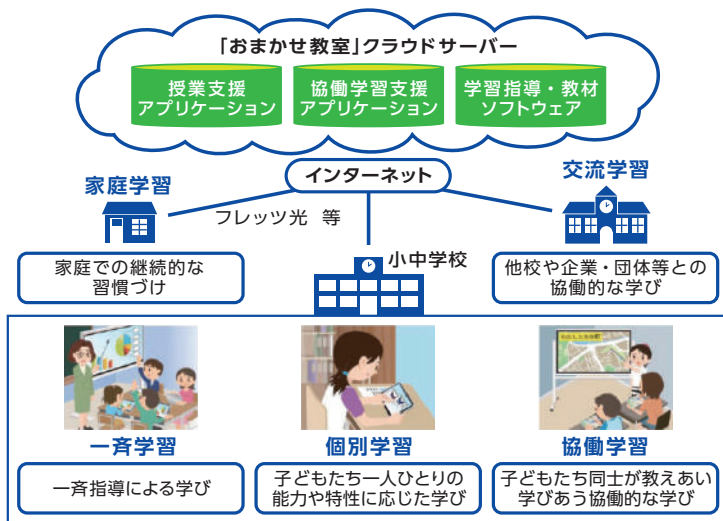 「おまかせ教室」クラウドサーバー
授業支援
アプリケーション
協働学習支援
アプリケーション
学習指導・教材
ソフトウェア
インターネット
家庭学習
交流学習
フレッツ光 等
小中学校
家庭での継続的な
習慣づけ
他校や企業・団体等との
協働的な学び
一斉学習
個別学習
協働学習
一斉指導による学び
子どもたち一人ひとりの
能力や特性に応じた学び
子どもたち同士が教えあい
学びあう協働的な学び